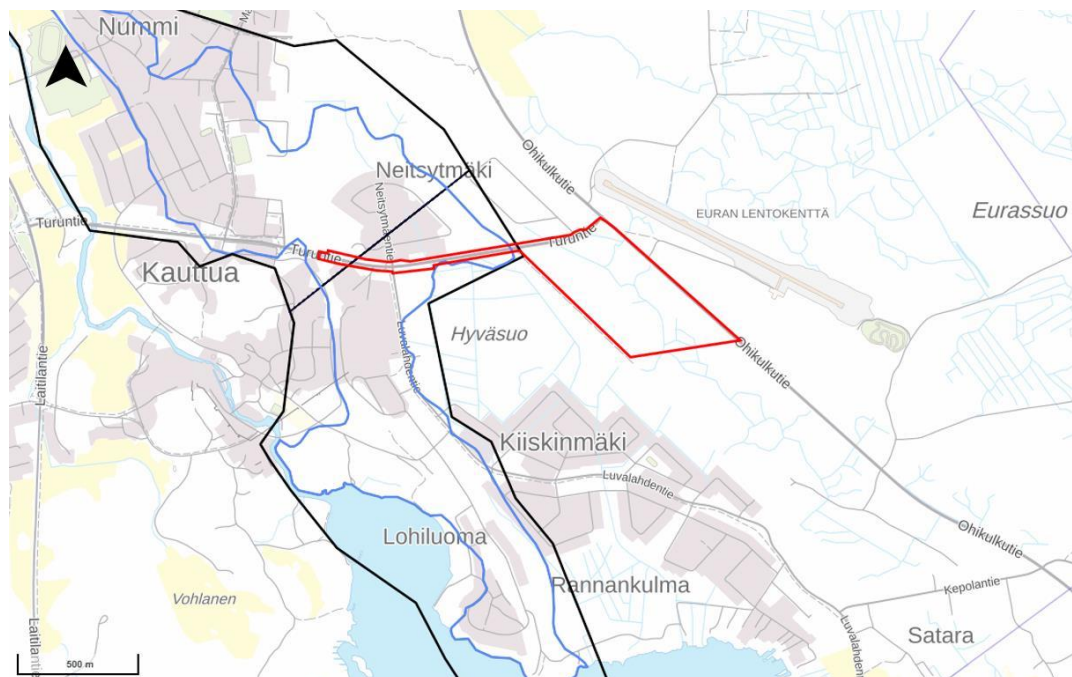 Nummi
Ma
Ohikulkutie
Neitsytmäki
Neitsytmäentie
EURAN LENTOKENTTÄ
Eurassuo
Turuntie
Turuntie
Turuntie
Kauttua
Hyväsuo
Luvalahdentie
Ohikulkutie
Laitilantie
Kiiskinmäki
Luvalahdentie
Lohiluoma
Ohikulkutie
Rannankulma
Kepolantie
Vohlanen
Satara
Laitilantie
Luvalahdentie
500 m